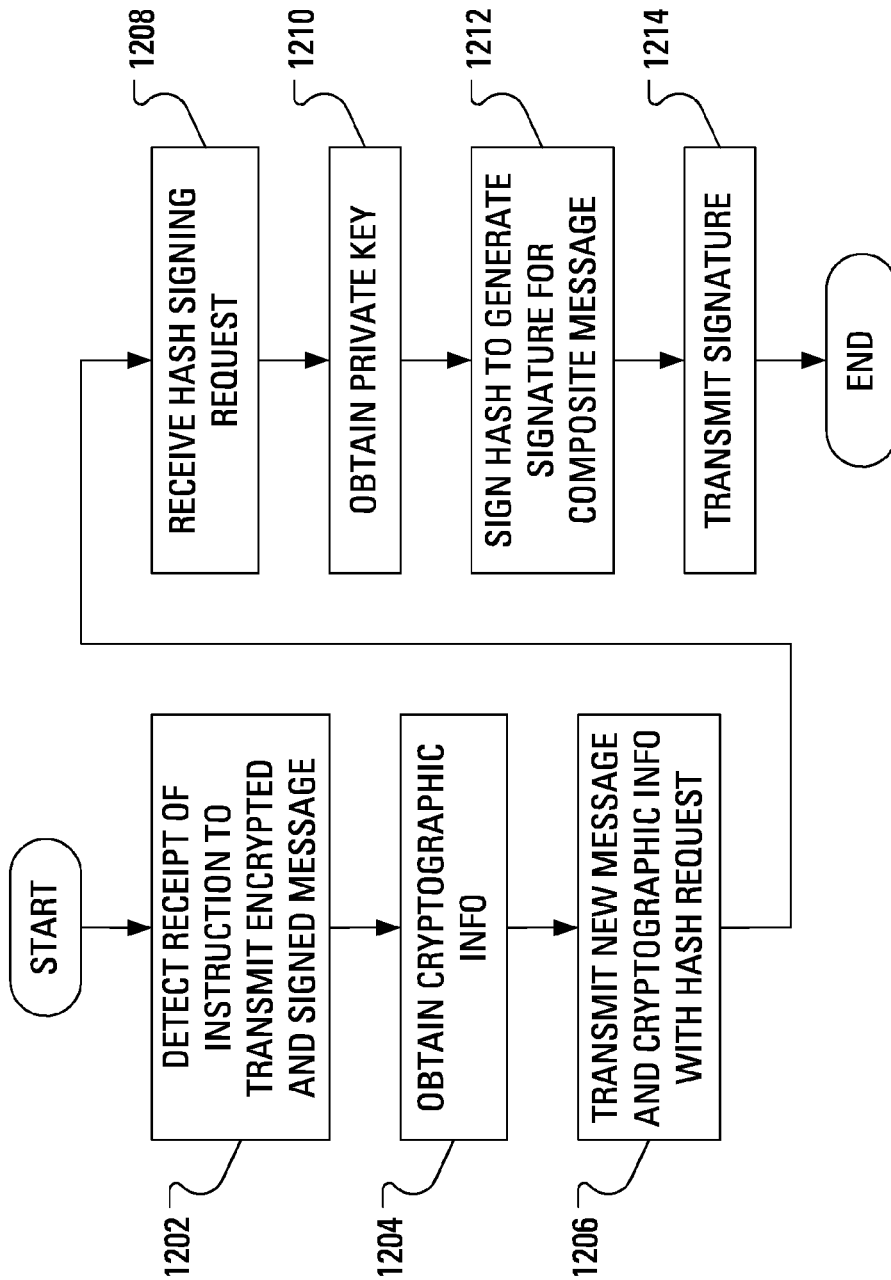 START
1202
DETECT RECEIPT OF
INSTRUCTION TO
TRANSMIT ENCRYPTED
AND SIGNED MESSAGE
1204
OBTAIN CRYPTOGRAPHIC
INFO
1206
TRANSMIT NEW MESSAGE
AND CRYPTOGRAPHIC INFO
WITH HASH REQUEST
RECEIVE HASH SIGNING
REQUEST
1208
OBTAIN PRIVATE KEY
1210
SIGN HASH TO GENERATE
SIGNATURE FOR
COMPOSITE MESSAGE
1212
TRANSMIT SIGNATURE
1214
END